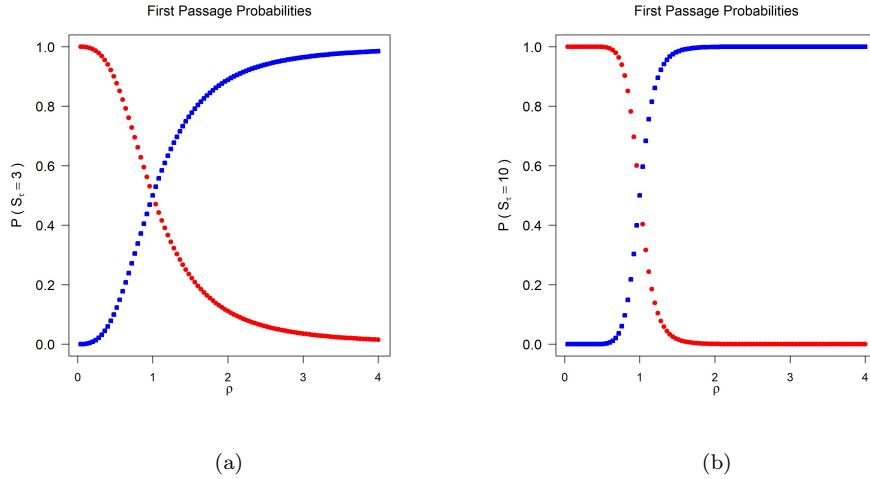 First Passage Probabilities
P ( Sτ = 3 )
1.0
0.8
0.6
0.4
0.2
0.0
0 1 2 3 4
ρ
(a)
First Passage Probabilities
P ( Sτ = 10 )
1.0
0.8
0.6
0.4
0.2
0.0
0 1 2 3 4
ρ
(b)